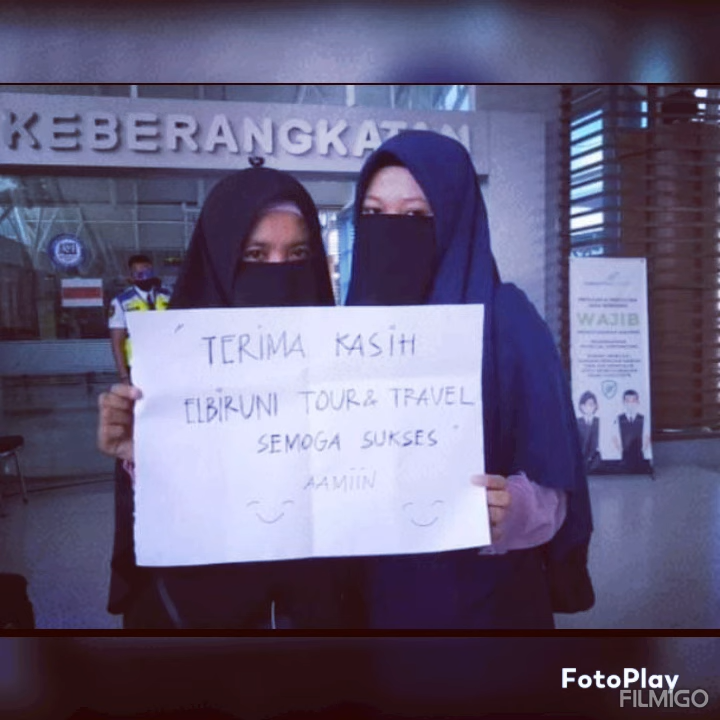 KEBERANGKATAN
" TERIMA KASIH
ELBIRUNI TOUR & TRAVEL
SEMOGA SUKSES "
AAMIIN
WAJIB
FotoPlay
FILMIGO